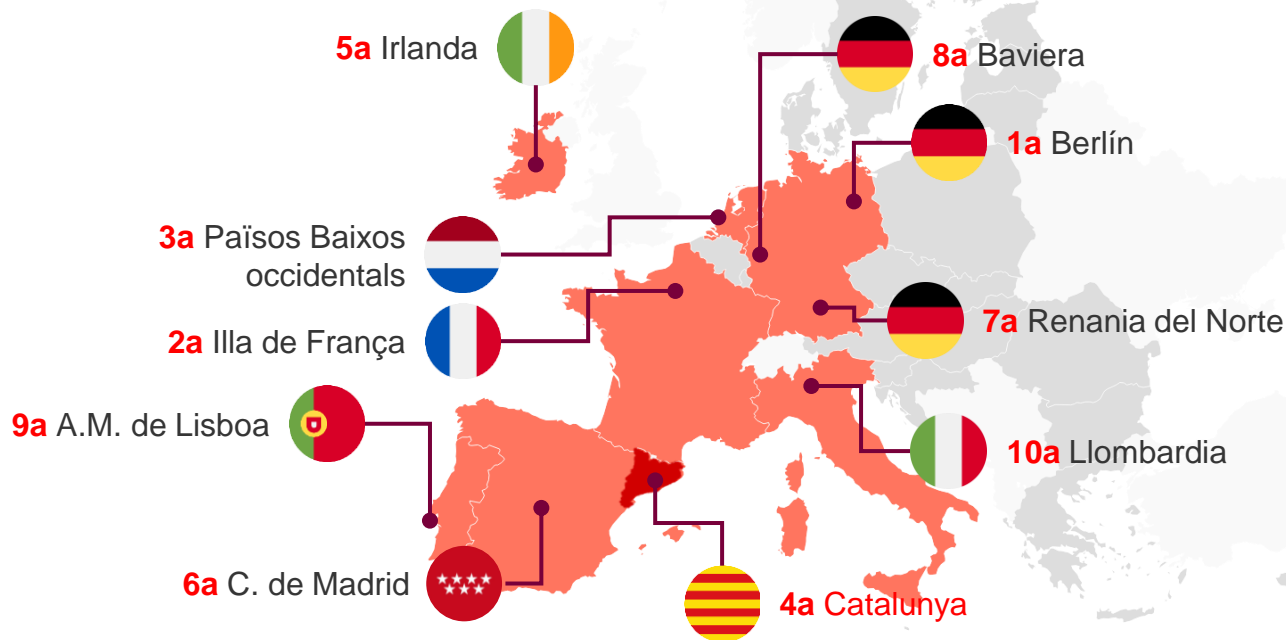 5a Irlanda
8a Baviera
1a Berlín
3a Països Baixos
occidentals
7a Renania del Norte
2a Illa de França
9a A.M. de Lisboa
10a Llombardia
6a C. de Madrid
4a Catalunya